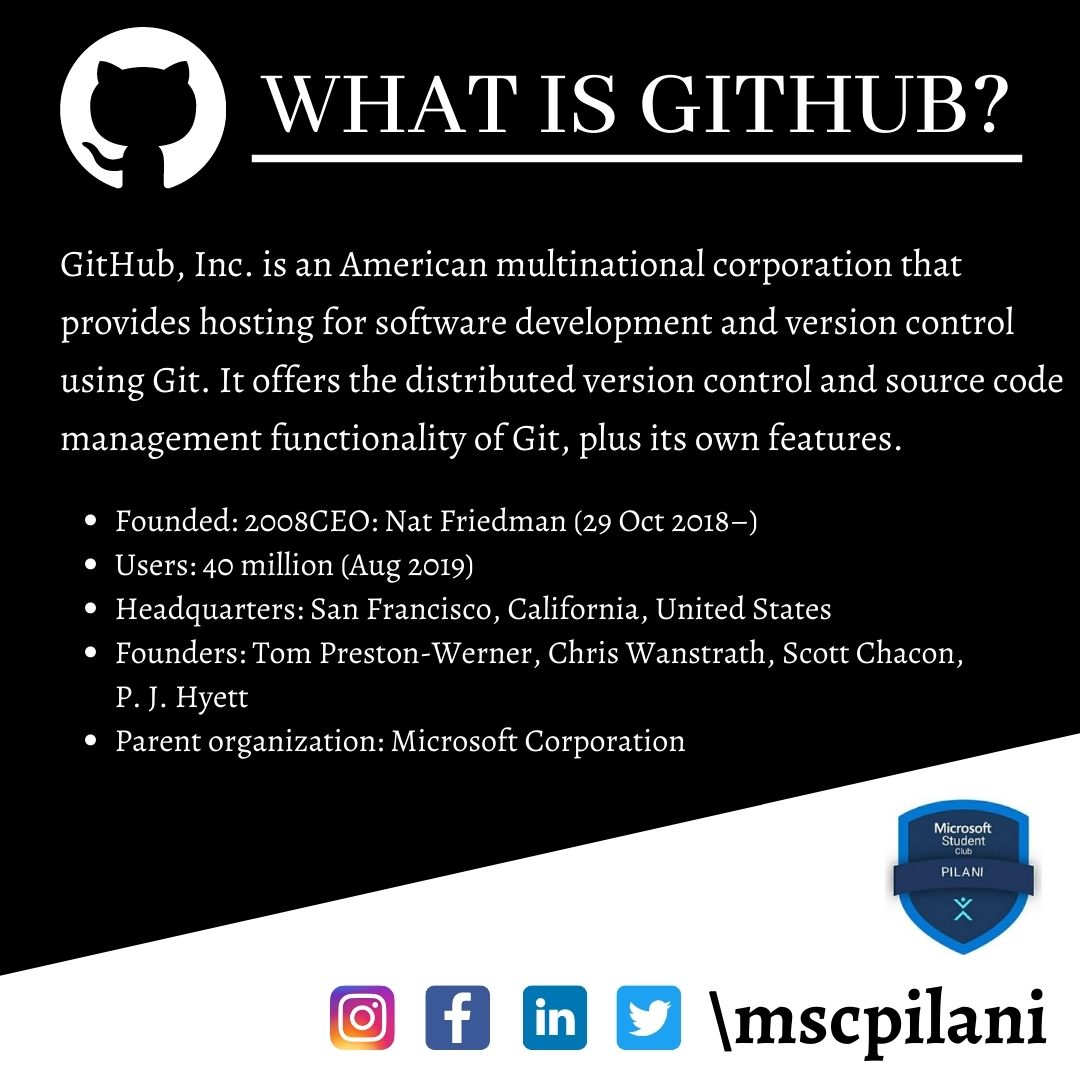 WHAT IS GITHUB?
GitHub, Inc. is an American multinational corporation that
provides hosting for software development and version control
using Git. It offers the distributed version control and source code
management functionality of Git, plus its own features.
• Founded: 2008CEO: Nat Friedman (29 Oct 2018–)
• Users: 40 million (Aug 2019)
• Headquarters: San Francisco, California, United States
• Founders: Tom Preston-Werner, Chris Wanstrath, Scott Chacon,
P. J. Hyett
• Parent organization: Microsoft Corporation
Microsoft
Student
Club
PILANI
\mscpilani